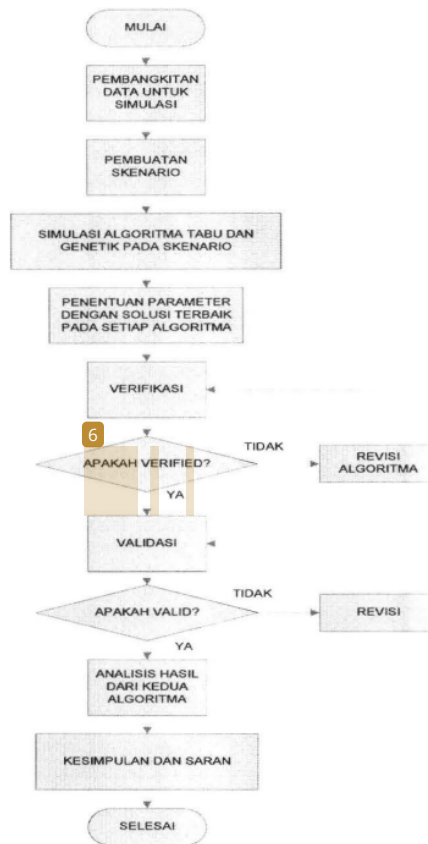 MULAI
PEMBANGKITAN
DATA UNTUK
SIMULASI
PEMBUATAN
SKENARIO
SIMULASI ALGORITMA TABU DAN
GENETIK PADA SKENARIO
PENENTUAN PARAMETER
DENGAN SOLUSI TERBAIK
PADA SETIAP ALGORITMA
VERIFIKASI
6
APAKAH VERIFIED?
TIDAK
REVISI
ALGORITMA
YA
VALIDASI
APAKAH VALID?
TIDAK
REVISI
YA
ANALISIS HASIL
DARI KEDUA
ALGORITMA
KESIMPULAN DAN SARAN
SELESAI